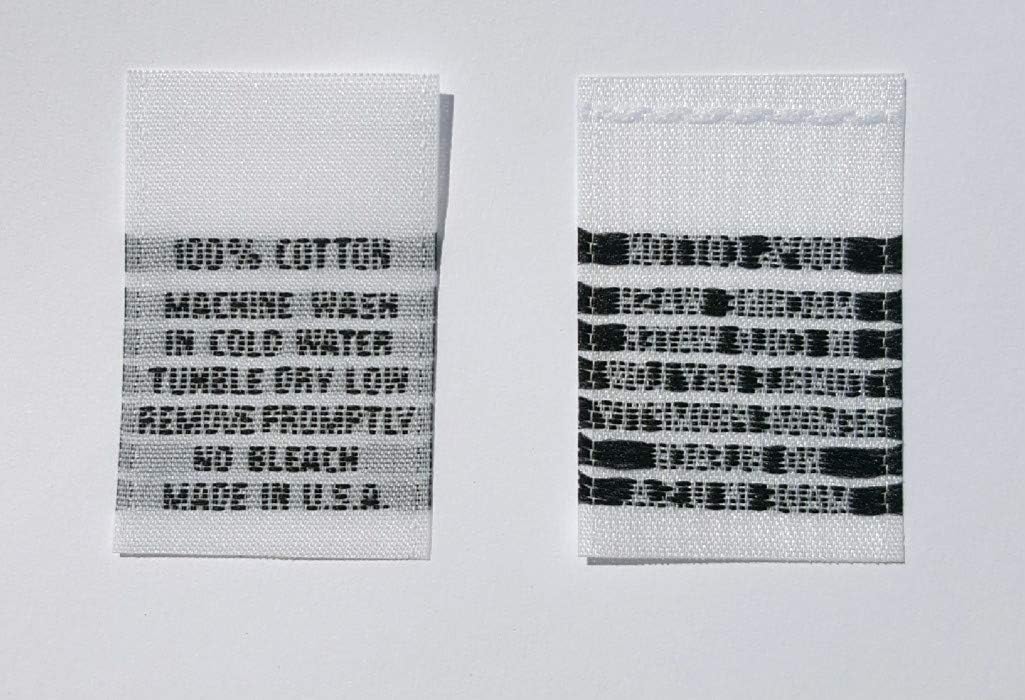 100% COTTON
MACHINE WASH
IN COLD WATER
TUMBLE DRY LOW
REMOVE PROMPTLY
NO BLEACH
MADE IN U.S.A.